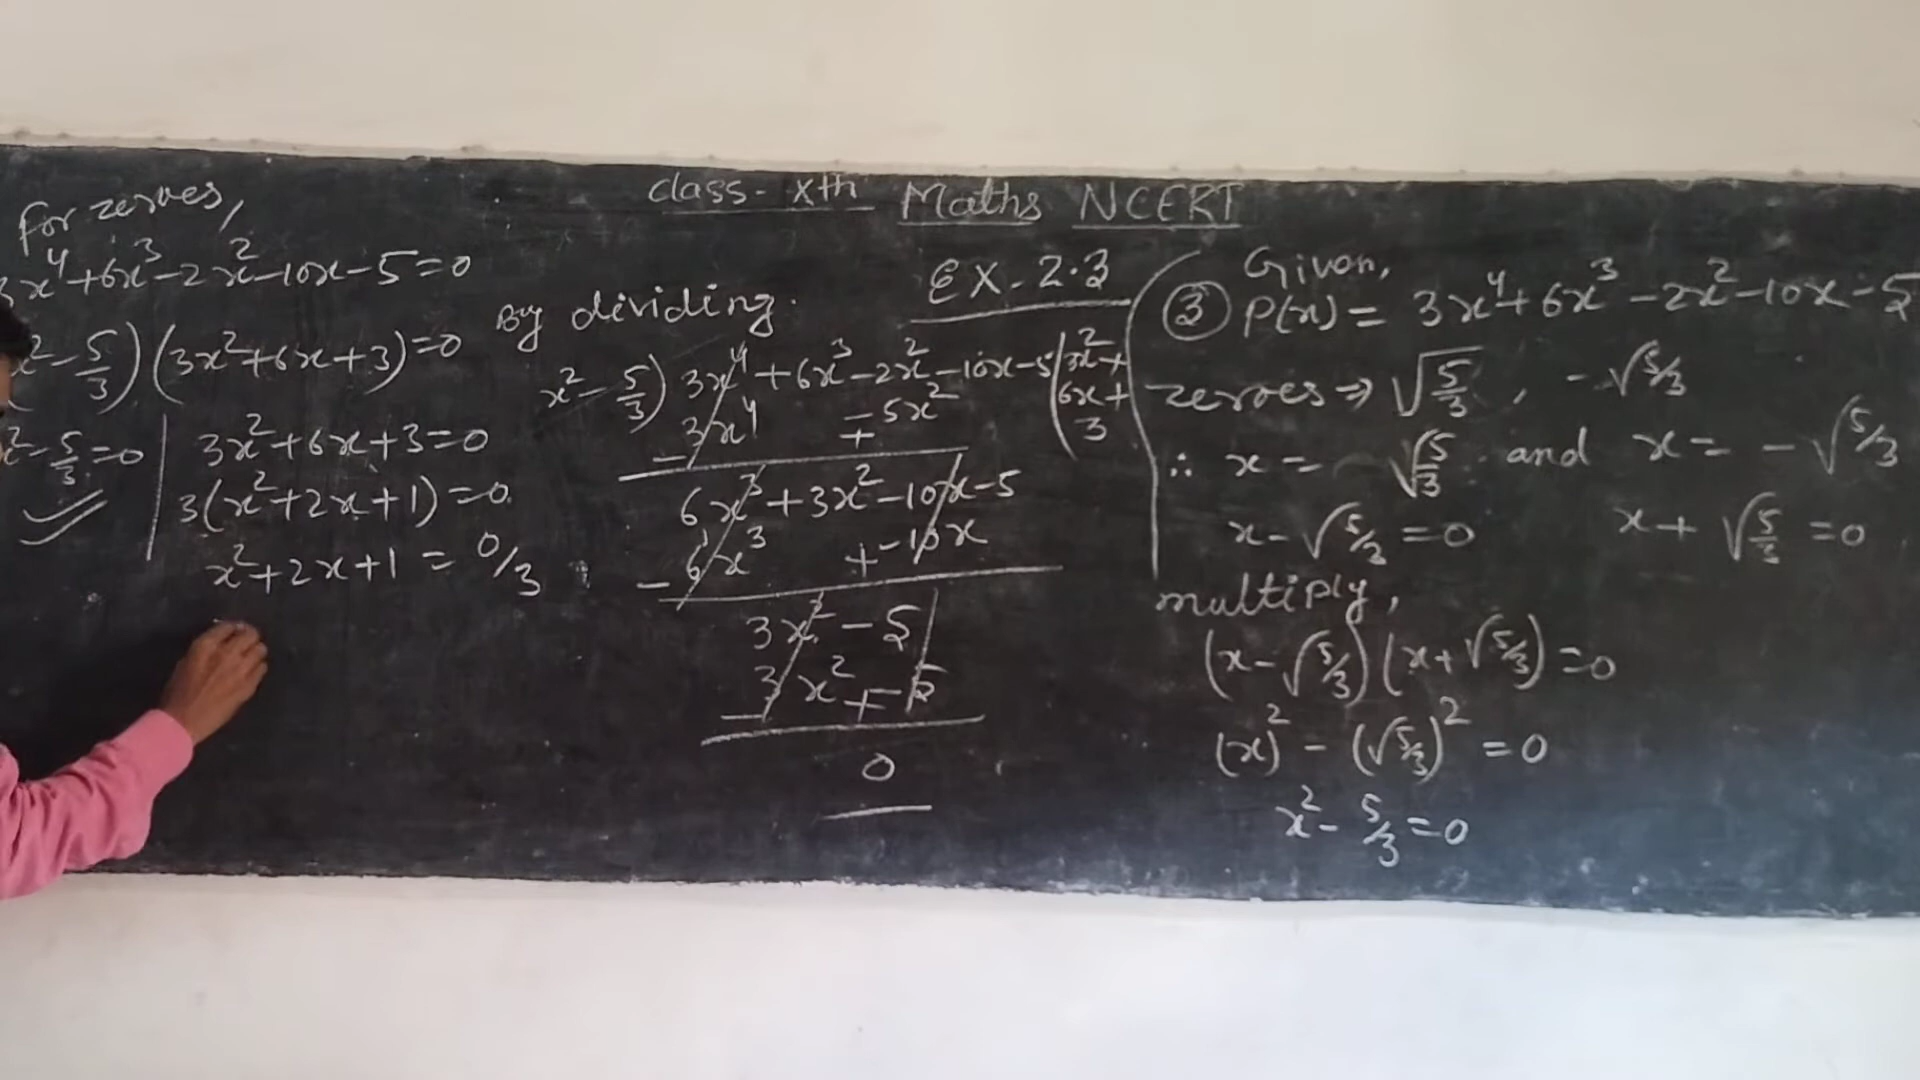 class- Xth Maths NCERT
EX-2.3
For zeroes,
3x⁴+6x³-2x²-10x-5=0
(x²-5/3)(3x²+6x+3)=0
x²-5/3=0
3x²+6x+3=0
3(x²+2x+1)=0
x²+2x+1=0/3
By dividing.
x²-5/3) 3x⁴+6x³-2x²-10x-5(3x²+
6x+
3
3x⁴ -5x²
- +
6x³+3x²-10x-5
6x³ -10x
- +
3x²-5
3x²-5
- +
0
Given,
③ P(x)= 3x⁴+6x³-2x²-10x-5
zeroes→ √5/3, -√5/3
∴ x = √5/3 and x = -√5/3
x-√5/3=0 x+√5/3=0
multiply,
(x-√5/3)(x+√5/3)=0
(x)²-(√5/3)²=0
x²-5/3=0